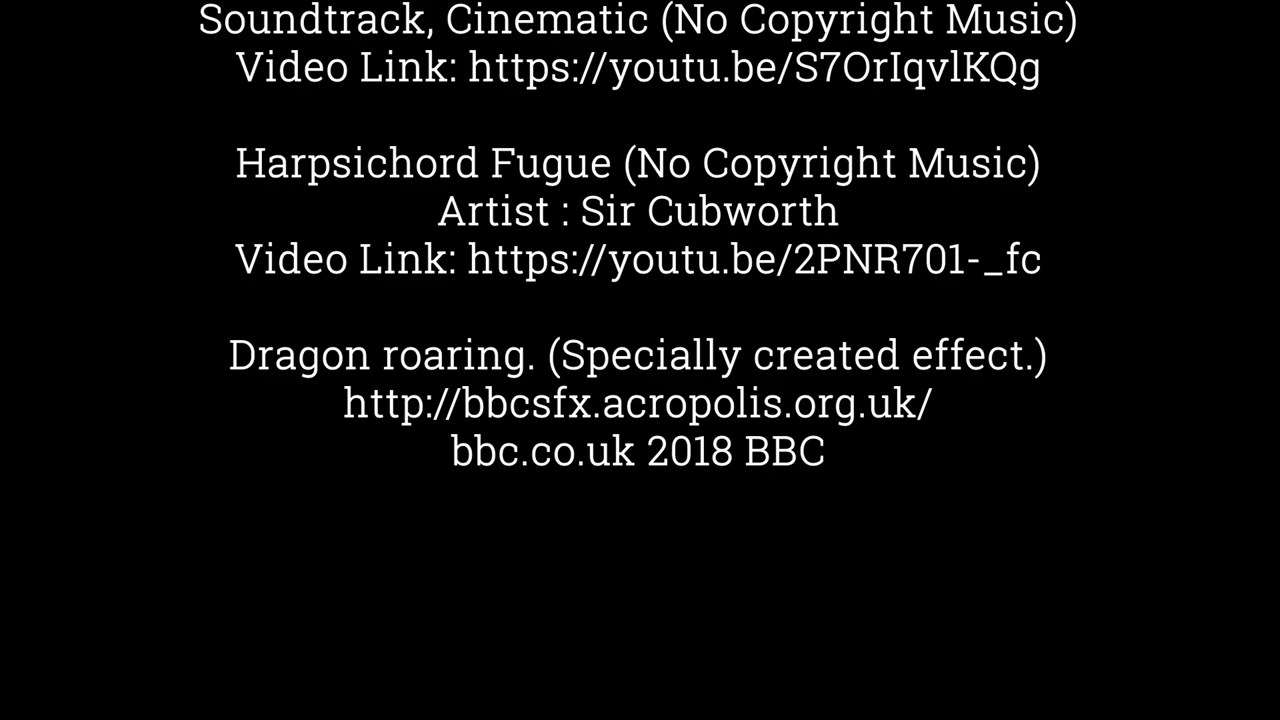 Soundtrack, Cinematic (No Copyright Music)
Video Link: https://youtu.be/S7OrIqvlKQg
Harpsichord Fugue (No Copyright Music)
Artist : Sir Cubworth
Video Link: https://youtu.be/2PNR701-_fc
Dragon roaring. (Specially created effect.)
http://bbcsfx.acropolis.org.uk/
bbc.co.uk 2018 BBC